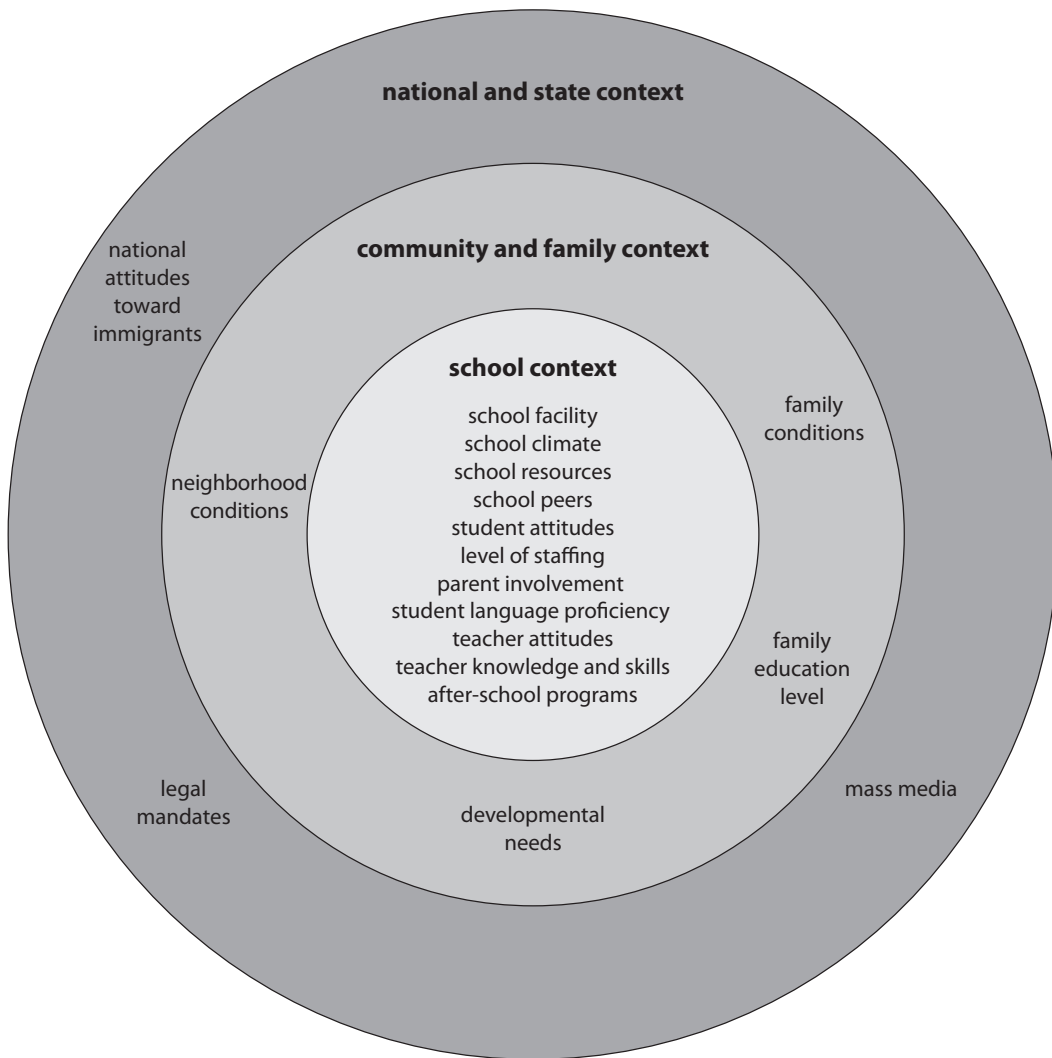 national and state context
national
attitudes
toward
immigrants
community and family context
school context
school facility
school climate
school resources
school peers
student attitudes
level of staffing
parent involvement
student language proficiency
teacher attitudes
teacher knowledge and skills
after-school programs
neighborhood
conditions
family
conditions
family
education
level
developmental
needs
legal
mandates
mass media